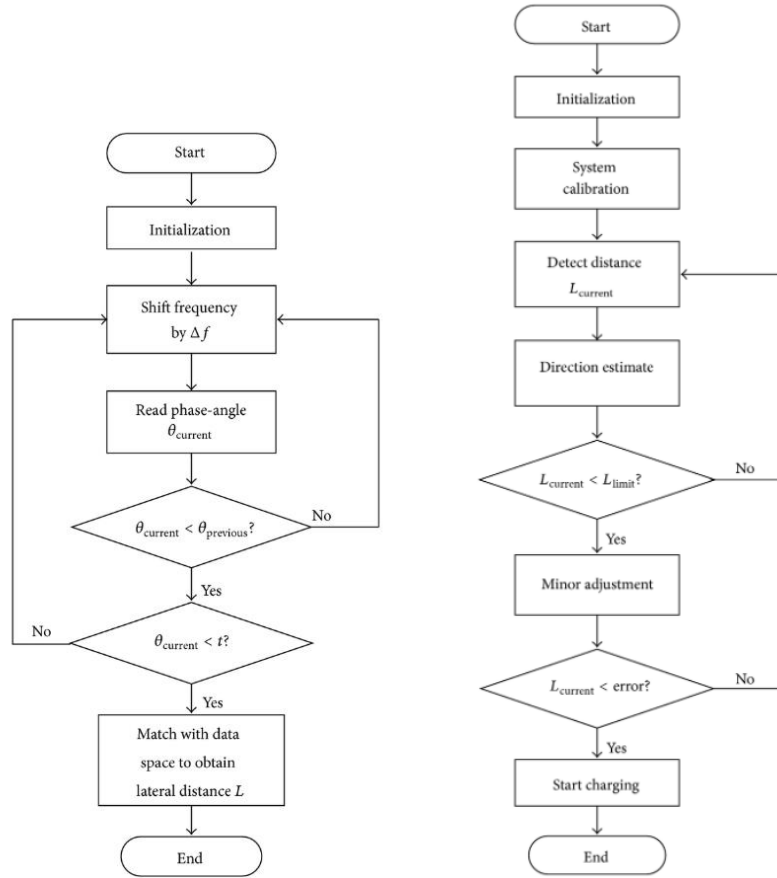 Start
Initialization
Shift frequency
by Δ f
Read phase-angle
θcurrent
θcurrent < θprevious?
No
Yes
θcurrent < t?
No
Yes
Match with data
space to obtain
lateral distance L
End
Start
Initialization
System
calibration
Detect distance
Lcurrent
Direction estimate
Lcurrent < Llimit?
No
Yes
Minor adjustment
Lcurrent < error?
No
Yes
Start charging
End